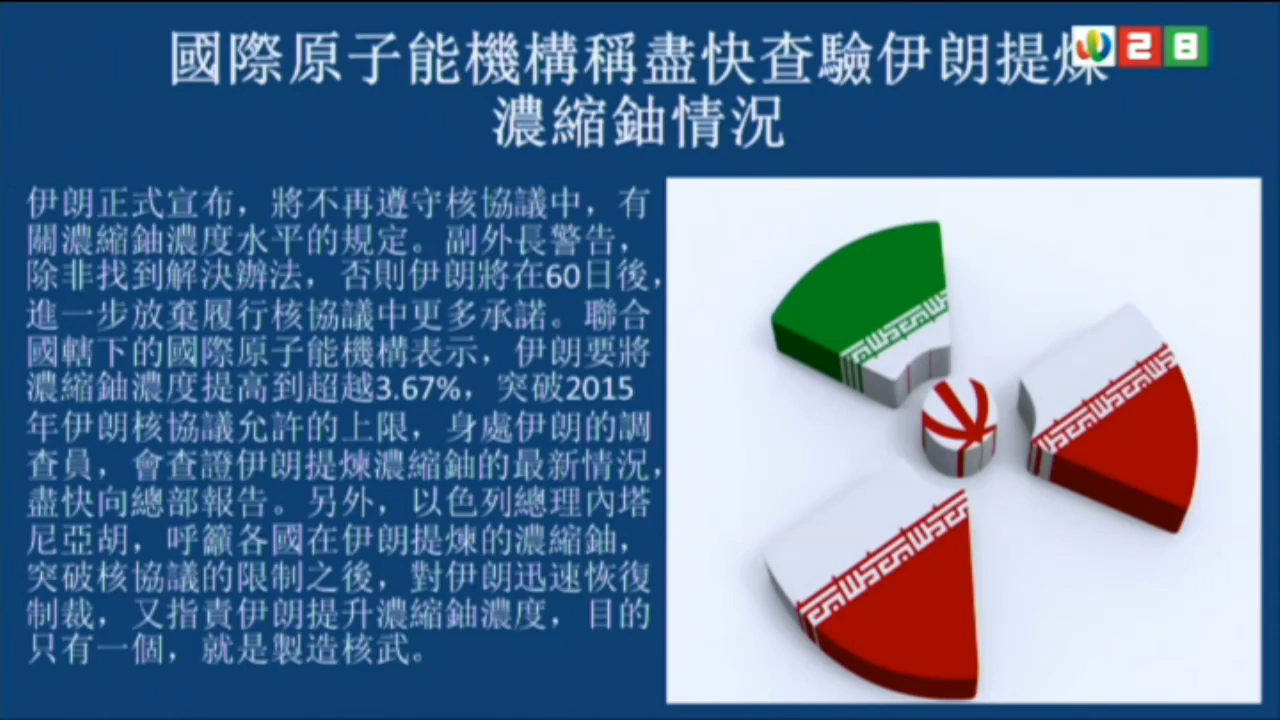 國際原子能機構稱盡快查驗伊朗提煉
濃縮鈾情況
28
伊朗正式宣布，將不再遵守核協議中，有
關濃縮鈾濃度水平的規定。副外長警告，
除非找到解決辦法，否則伊朗將在60日後，
進一步放棄履行核協議中更多承諾。聯合
國轄下的國際原子能機構表示，伊朗要將
濃縮鈾濃度提高到超越3.67%，突破2015
年伊朗核協議允許的上限，身處伊朗的調
查員，會查證伊朗提煉濃縮鈾的最新情況，
盡快向總部報告。另外，以色列總理內塔
尼亞胡，呼籲各國在伊朗提煉的濃縮鈾，
突破核協議的限制之後，對伊朗迅速恢復
制裁，又指責伊朗提升濃縮鈾濃度，目的
只有一個，就是製造核武。